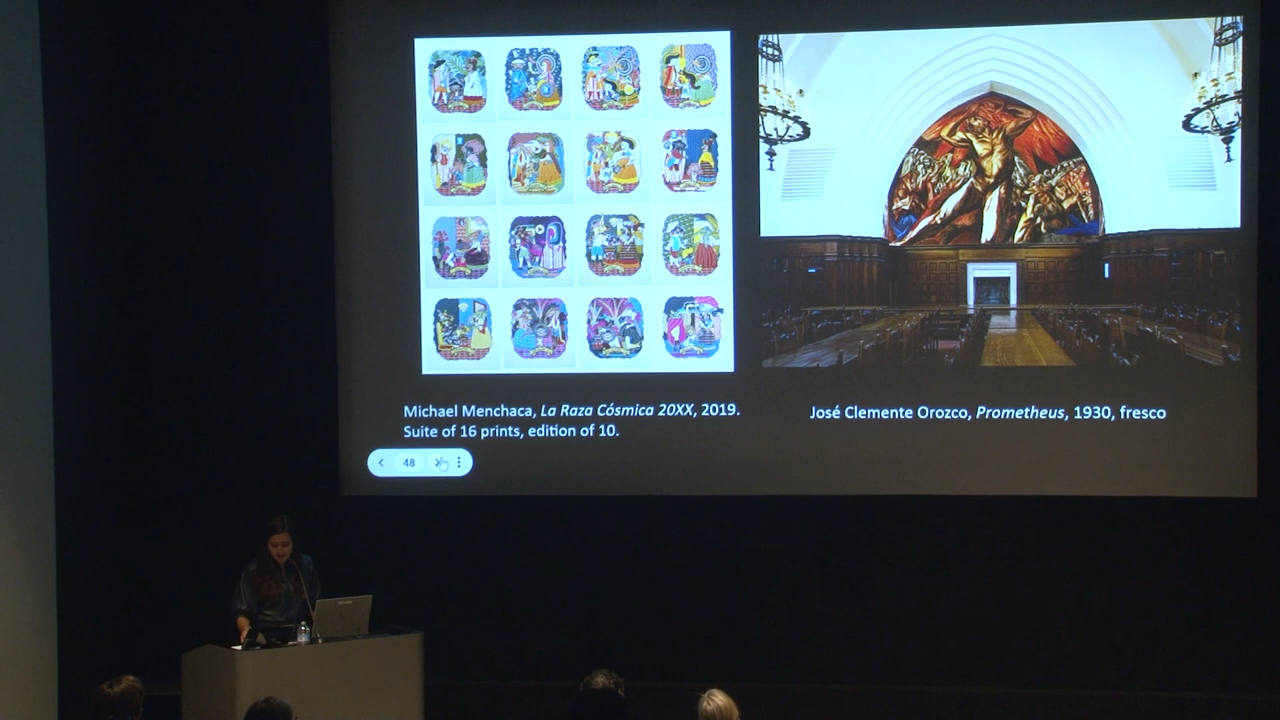 Michael Menchaca, La Raza Cósmica 20XX, 2019.
Suite of 16 prints, edition of 10.
José Clemente Orozco, Prometheus, 1930, fresco
48